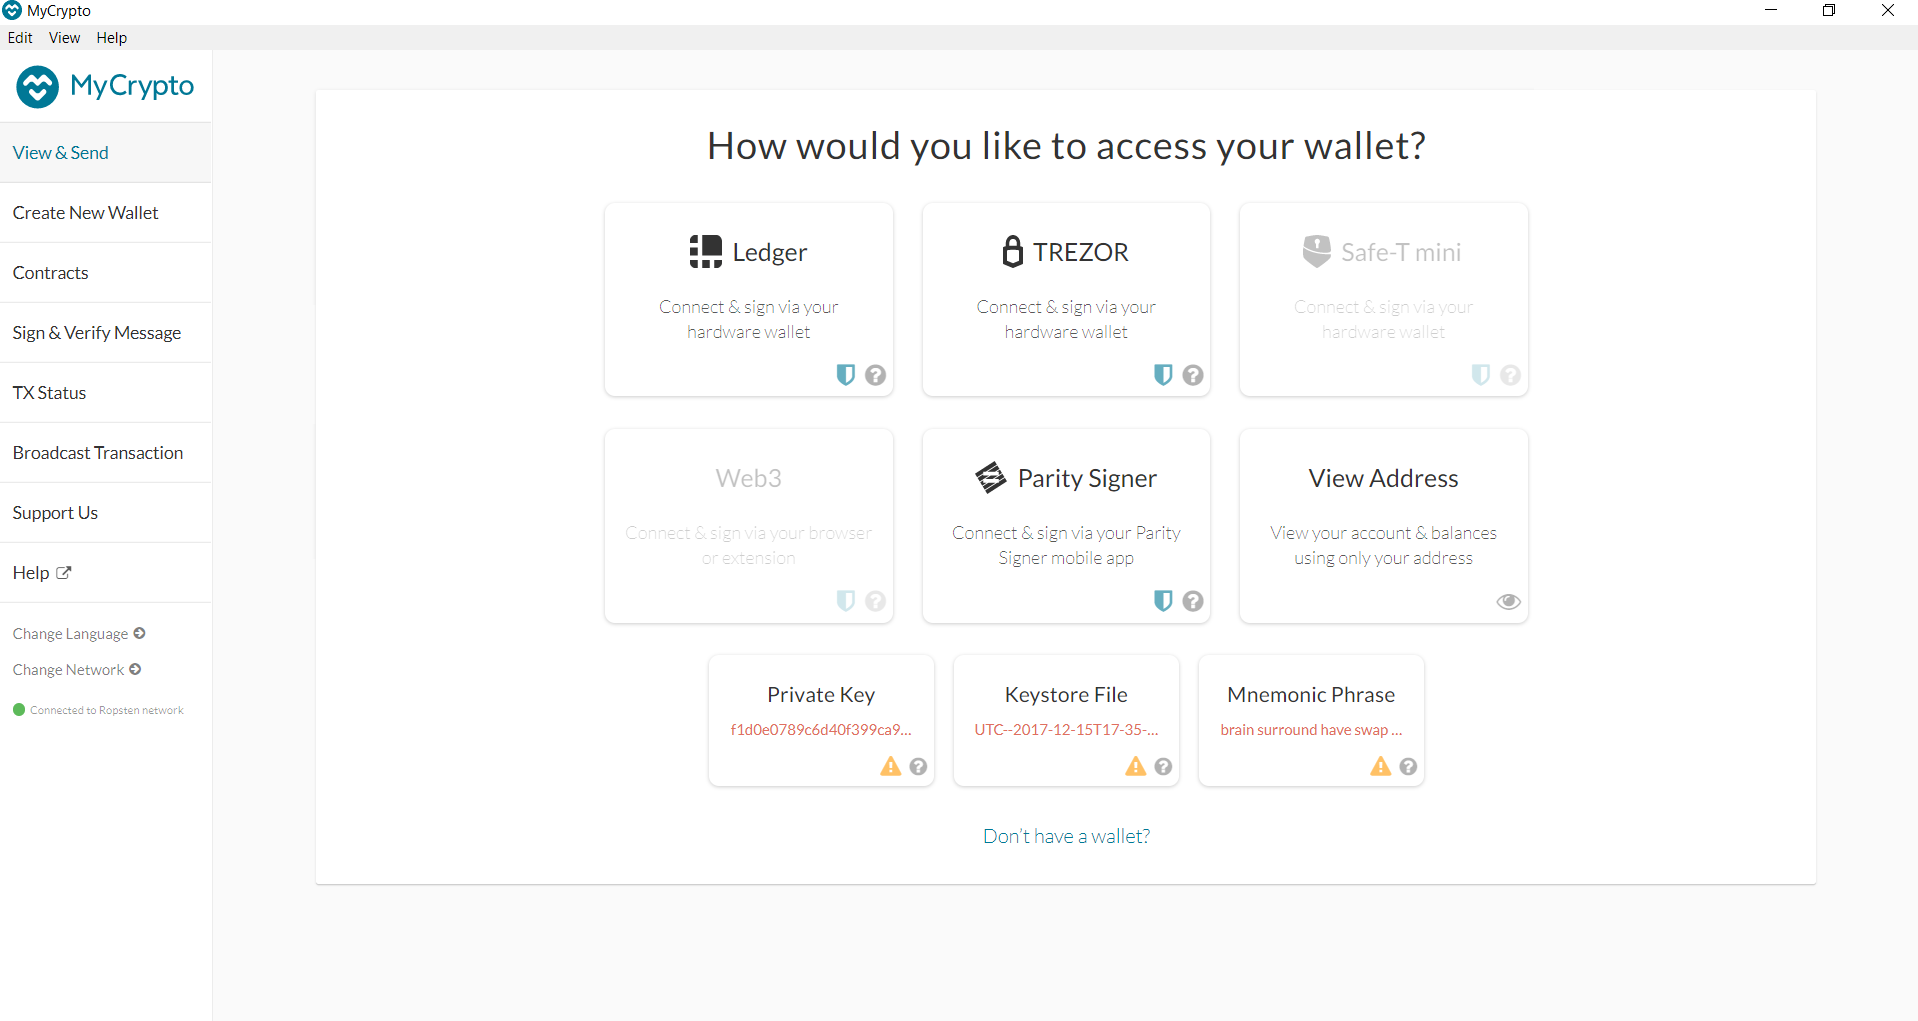 MyCrypto
Edit View Help
MyCrypto
View & Send
Create New Wallet
Contracts
Sign & Verify Message
TX Status
Broadcast Transaction
Support Us
Help
Change Language
Change Network
Connected to Ropsten network
How would you like to access your wallet?
Ledger
Connect & sign via your
hardware wallet
TREZOR
Connect & sign via your
hardware wallet
Safe-T mini
Connect & sign via your
hardware wallet
Web3
Connect & sign via your browser
or extension
Parity Signer
Connect & sign via your Parity
Signer mobile app
View Address
View your account & balances
using only your address
Private Key
f1d0e0789c6d40f399ca9...
Keystore File
UTC--2017-12-15T17-35-...
Mnemonic Phrase
brain surround have swap ...
Don't have a wallet?